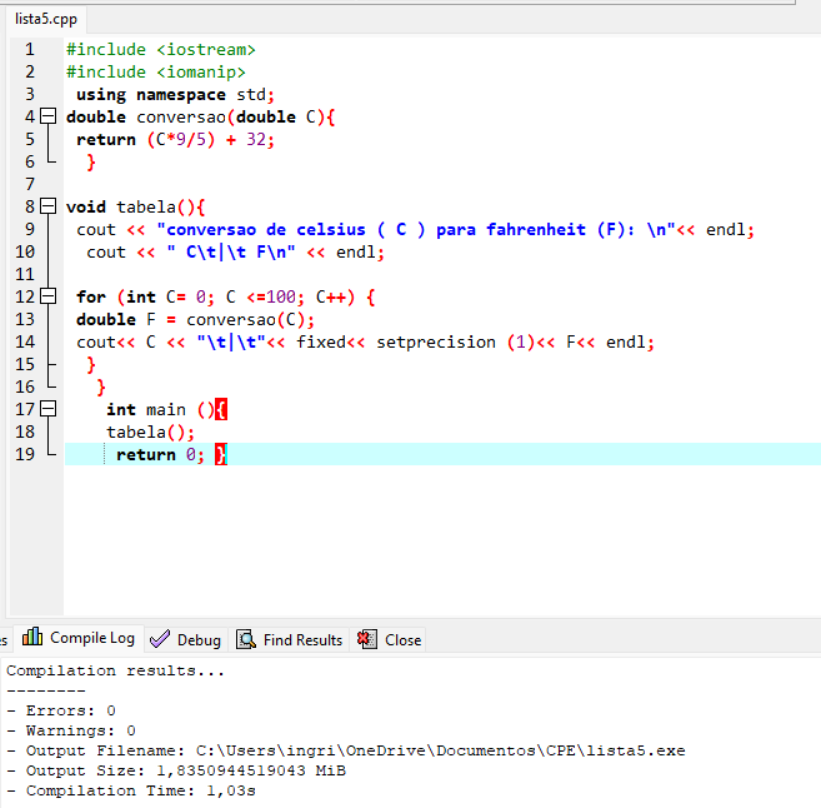 lista5.cpp
1 #include <iostream>
2 #include <iomanip>
3 using namespace std;
4 double conversao(double C){
5 return (C*9/5) + 32;
6 }
7
8 void tabela(){
9 cout << "conversao de celsius ( C ) para fahrenheit (F): \n"<< endl;
10 cout << " C\t|\t F\n" << endl;
11
12 for (int C= 0; C <=100; C++) {
13 double F = conversao(C);
14 cout<< C << "\t|\t"<< fixed<< setprecision (1)<< F<< endl;
15 }
16 }
17 int main (){
18 tabela();
19 return 0; }
es Compile Log Debug Find Results Close
Compilation results...
--------
- Errors: 0
- Warnings: 0
- Output Filename: C:\Users\ingri\OneDrive\Documentos\CPE\lista5.exe
- Output Size: 1,8350944519043 MiB
- Compilation Time: 1,03s